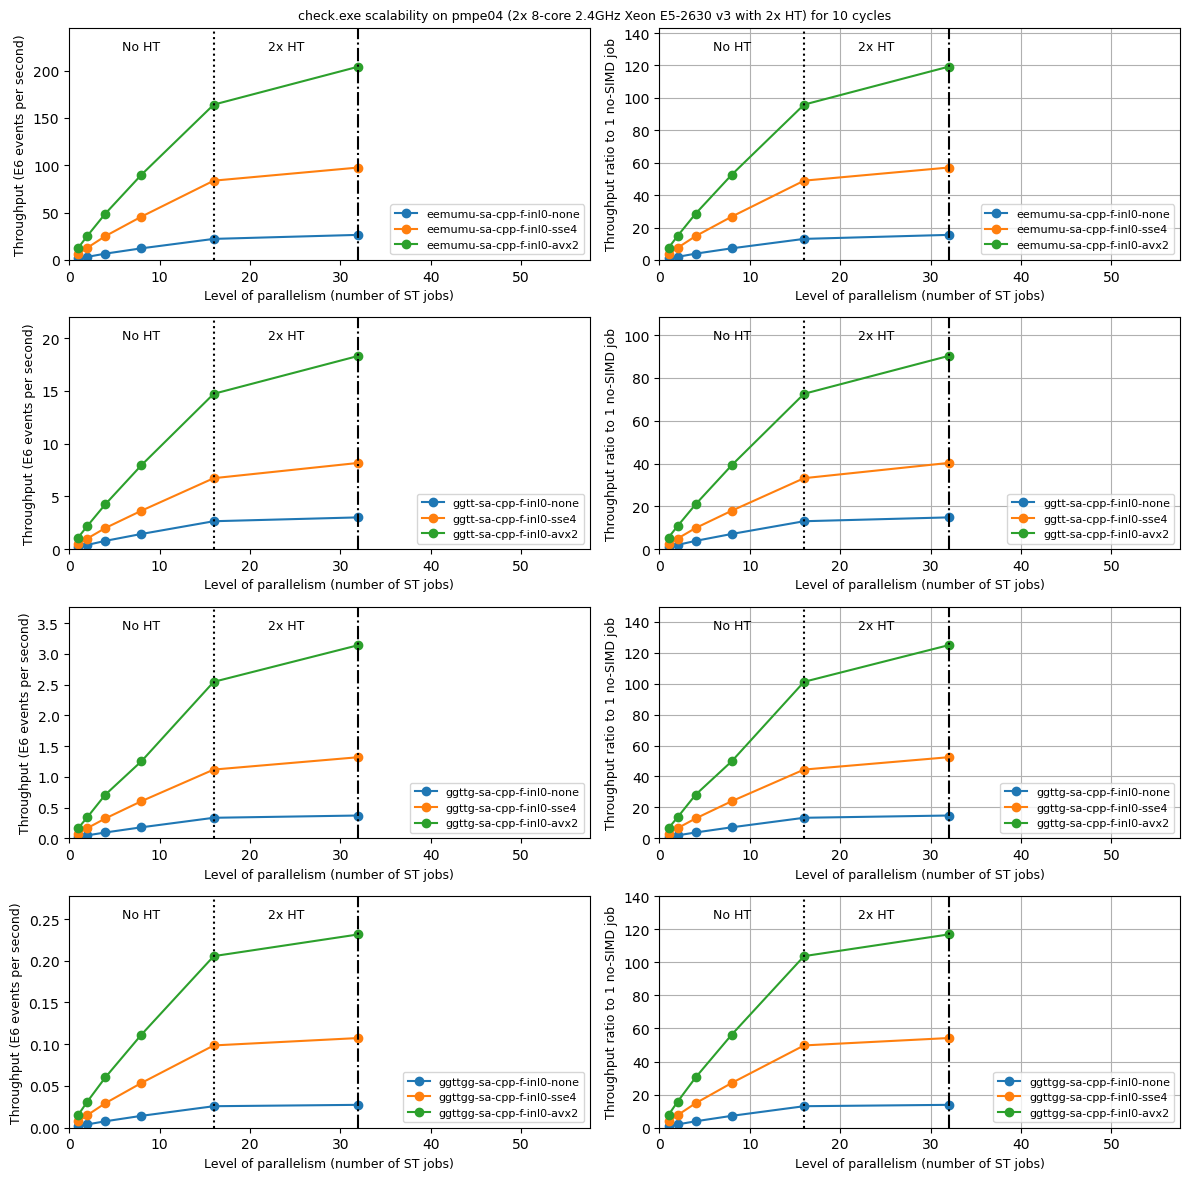 check.exe scalability on pmpe04 (2x 8-core 2.4GHz Xeon E5-2630 v3 with 2x HT) for 10 cycles
Throughput (E6 events per second)
200
150
100
50
0
No HT
2x HT
eemumu-sa-cpp-f-inl0-none
eemumu-sa-cpp-f-inl0-sse4
eemumu-sa-cpp-f-inl0-avx2
0 10 20 30 40 50
Level of parallelism (number of ST jobs)
Throughput ratio to 1 no-SIMD job
140
120
100
80
60
40
20
0
No HT
2x HT
eemumu-sa-cpp-f-inl0-none
eemumu-sa-cpp-f-inl0-sse4
eemumu-sa-cpp-f-inl0-avx2
0 10 20 30 40 50
Level of parallelism (number of ST jobs)
Throughput (E6 events per second)
20
15
10
5
0
No HT
2x HT
ggtt-sa-cpp-f-inl0-none
ggtt-sa-cpp-f-inl0-sse4
ggtt-sa-cpp-f-inl0-avx2
0 10 20 30 40 50
Level of parallelism (number of ST jobs)
Throughput ratio to 1 no-SIMD job
100
80
60
40
20
0
No HT
2x HT
ggtt-sa-cpp-f-inl0-none
ggtt-sa-cpp-f-inl0-sse4
ggtt-sa-cpp-f-inl0-avx2
0 10 20 30 40 50
Level of parallelism (number of ST jobs)
Throughput (E6 events per second)
3.5
3.0
2.5
2.0
1.5
1.0
0.5
0.0
No HT
2x HT
ggttg-sa-cpp-f-inl0-none
ggttg-sa-cpp-f-inl0-sse4
ggttg-sa-cpp-f-inl0-avx2
0 10 20 30 40 50
Level of parallelism (number of ST jobs)
Throughput ratio to 1 no-SIMD job
140
120
100
80
60
40
20
0
No HT
2x HT
ggttg-sa-cpp-f-inl0-none
ggttg-sa-cpp-f-inl0-sse4
ggttg-sa-cpp-f-inl0-avx2
0 10 20 30 40 50
Level of parallelism (number of ST jobs)
Throughput (E6 events per second)
0.25
0.20
0.15
0.10
0.05
0.00
No HT
2x HT
ggttgg-sa-cpp-f-inl0-none
ggttgg-sa-cpp-f-inl0-sse4
ggttgg-sa-cpp-f-inl0-avx2
0 10 20 30 40 50
Level of parallelism (number of ST jobs)
Throughput ratio to 1 no-SIMD job
140
120
100
80
60
40
20
0
No HT
2x HT
ggttgg-sa-cpp-f-inl0-none
ggttgg-sa-cpp-f-inl0-sse4
ggttgg-sa-cpp-f-inl0-avx2
0 10 20 30 40 50
Level of parallelism (number of ST jobs)